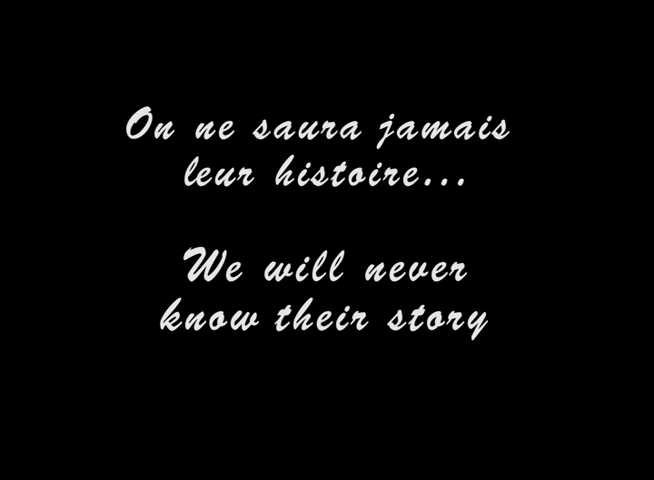 On ne saura jamais
leur histoire...
We will never
know their story